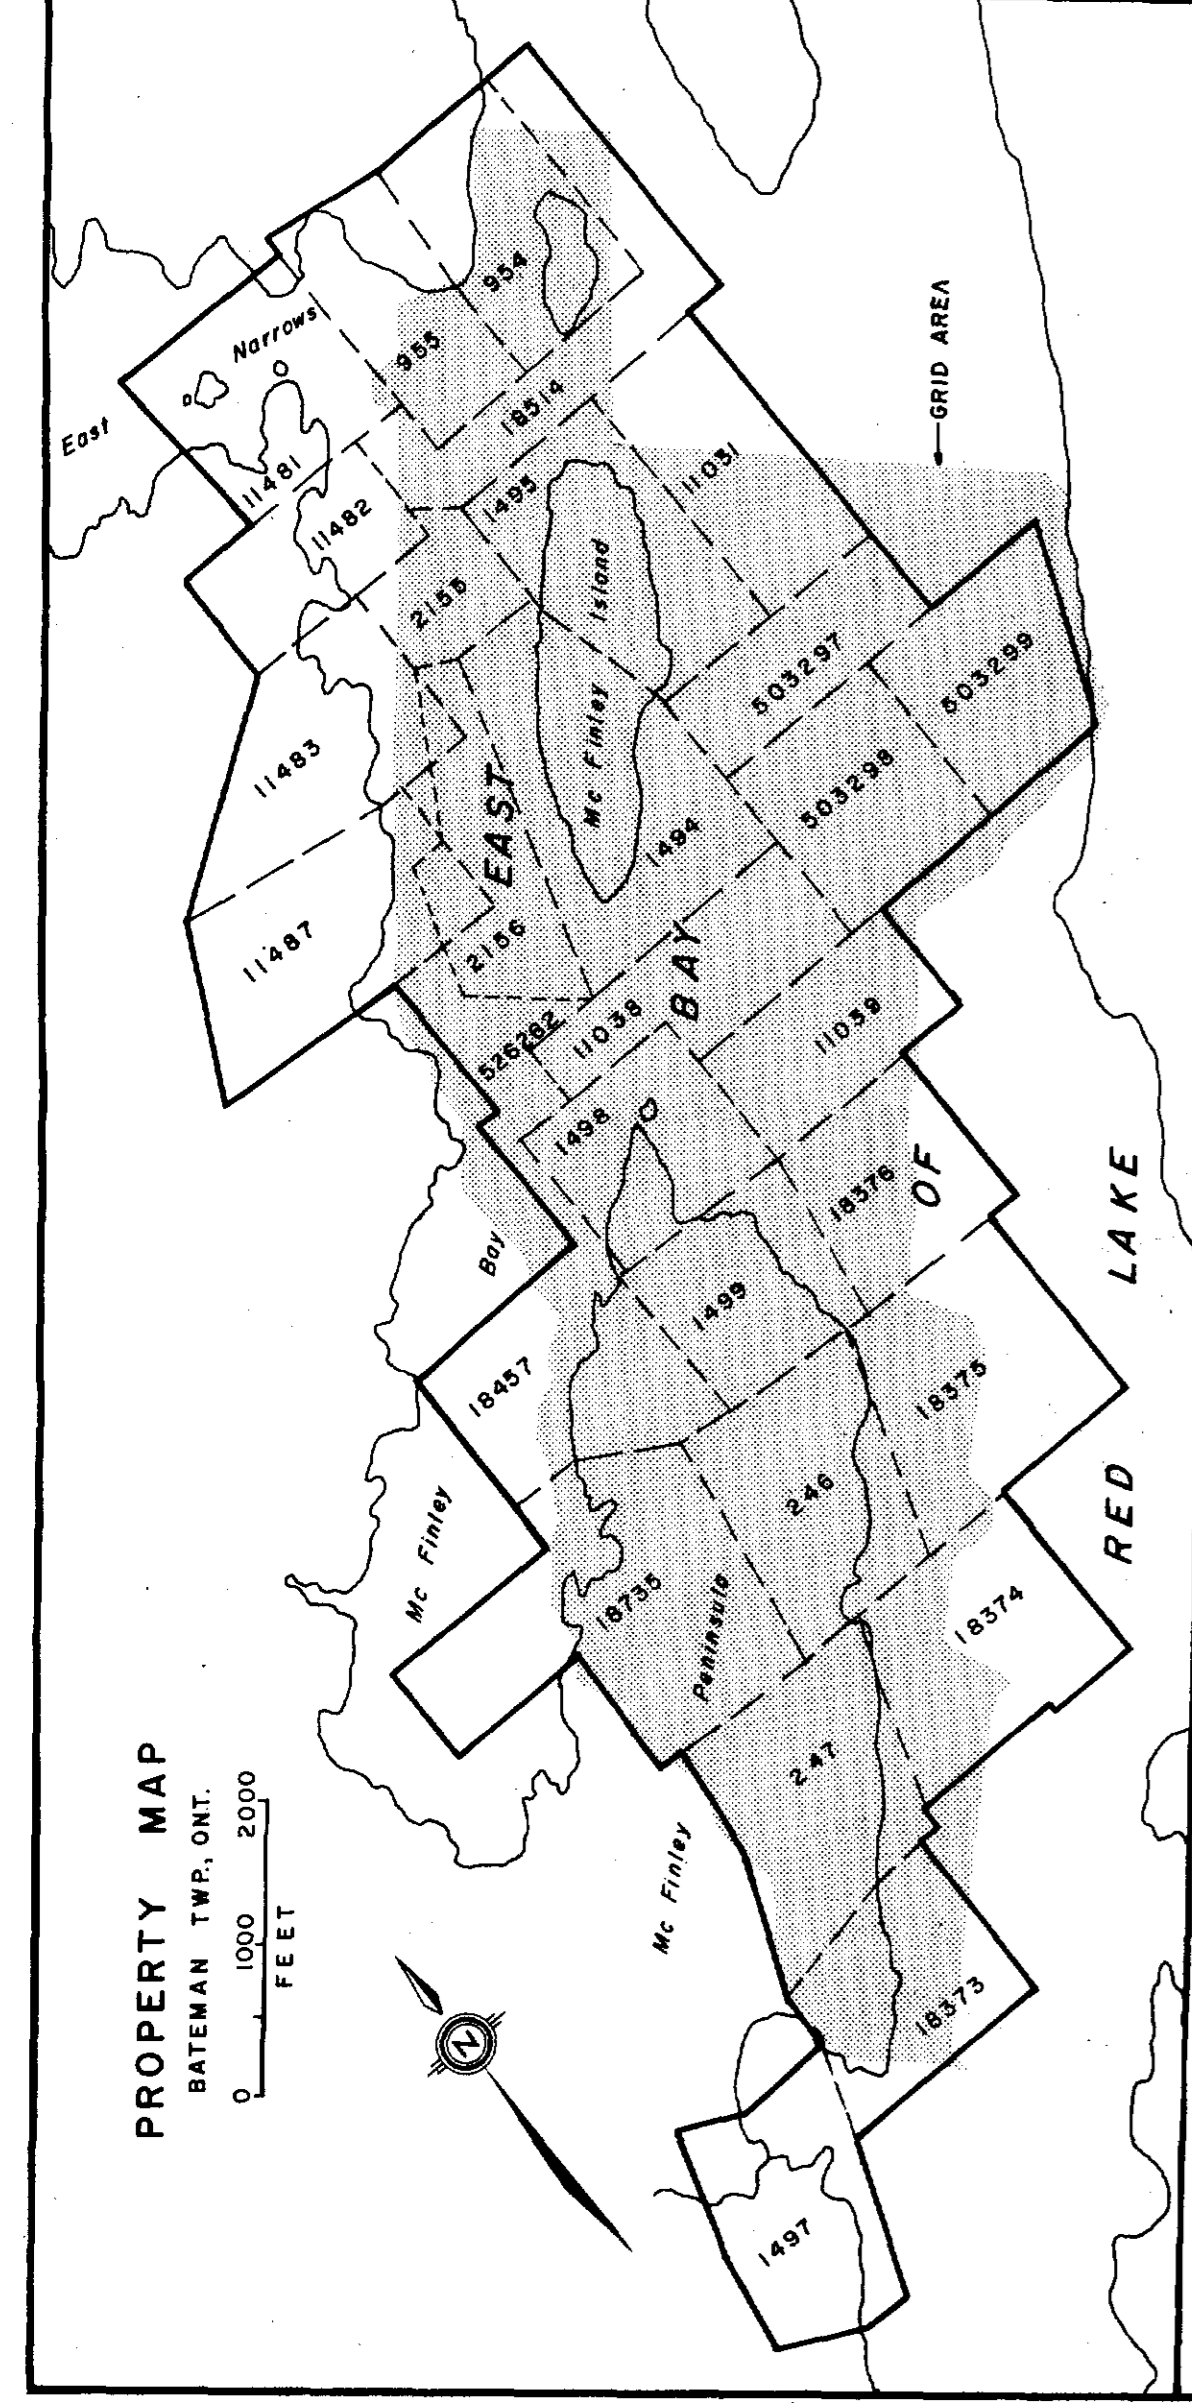 PROPERTY MAP
BATEMAN TWP., ONT.
0 1000 2000
FEET
N
East
Narrows
11481
11482
11483
11487
955
954
18514
1495
2155
11031
GRID AREA
Mc Finley Island
503297
503298
503299
1494
2156
526262
11038
11039
1498
1499
18376
18375
18374
18373
18457
18735
246
247
1497
Mc Finley Bay
Mc Finley Peninsula
EAST BAY OF
RED LAKE